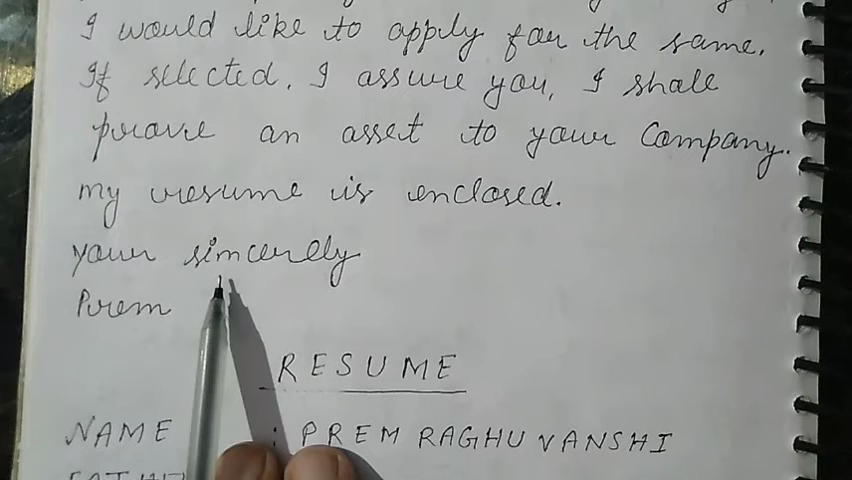 I would like to apply for the same.
If selected, I assure you, I shall
prove an asset to your Company.
my resume is enclosed.
Your sincerely
Prem
RESUME
NAME : PREM RAGHUVANSHI